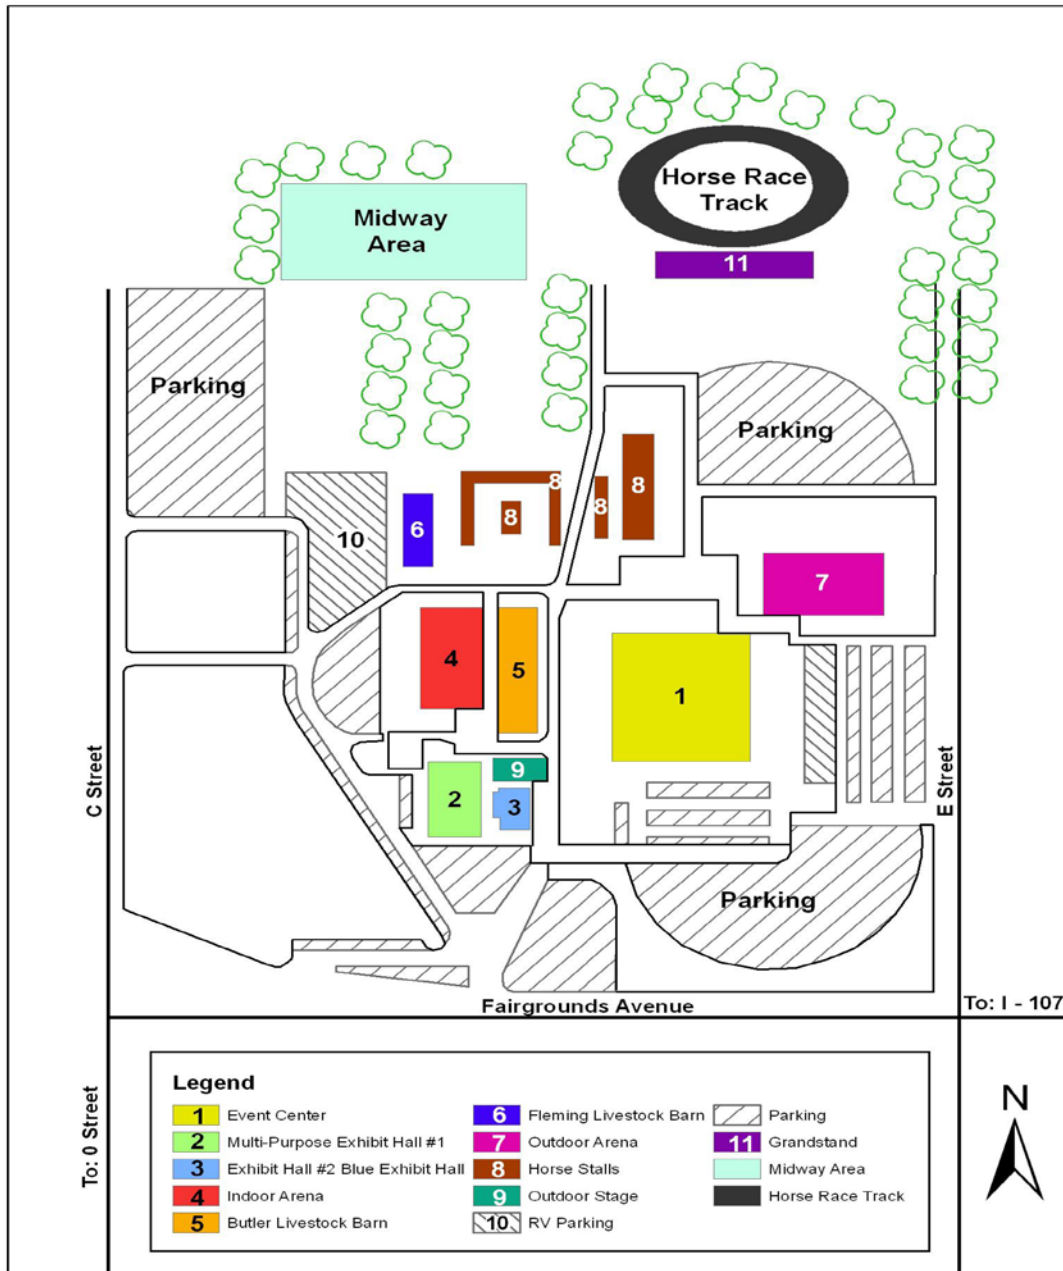 Horse Race
Track
Midway
Area
11
Parking
Parking
8
8
8
8
6
10
7
4
5
1
9
2
3
C Street
E Street
Parking
Fairgrounds Avenue
To: I - 107
To: 0 Street
Legend
1 Event Center
2 Multi-Purpose Exhibit Hall #1
3 Exhibit Hall #2 Blue Exhibit Hall
4 Indoor Arena
5 Butler Livestock Barn
6 Fleming Livestock Barn
7 Outdoor Arena
8 Horse Stalls
9 Outdoor Stage
10 RV Parking
Parking
11 Grandstand
Midway Area
Horse Race Track
N